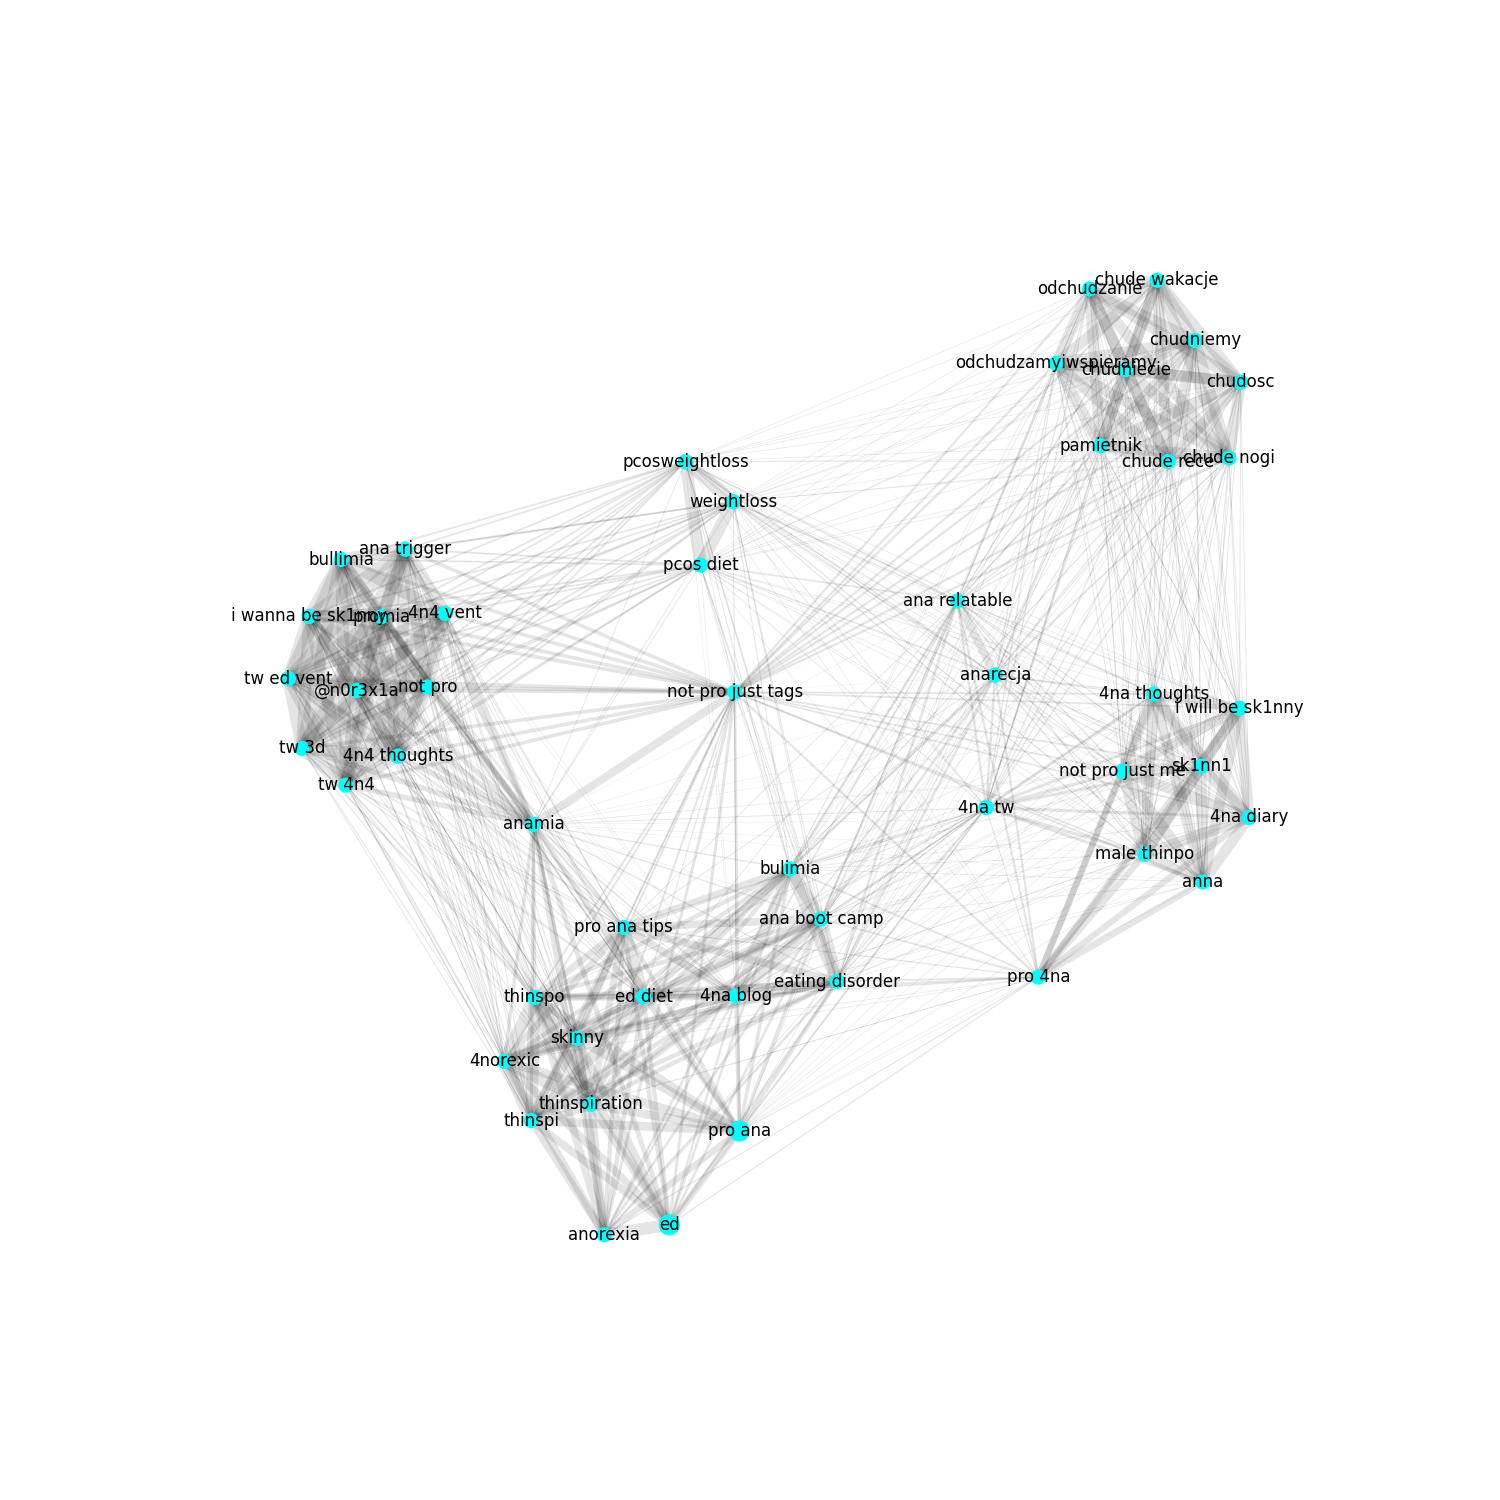 chude wakacje
odchudzanie
chudniemy
odchudzamyiwspieramy
chudniecie
chudosc
pamietnik
chude rece
chude nogi
pcosweightloss
weightloss
ana trigger
bullimia
pcos diet
ana relatable
4n4 vent
i wanna be sk1nny
promia
anarecja
tw ed vent
@n0r3x1a
not pro
not pro just tags
4na thoughts
i will be sk1nny
tw 3d
4n4 thoughts
sk1nn1
not pro just me
tw 4n4
4na tw
4na diary
anamia
male thinpo
bulimia
anna
ana boot camp
pro ana tips
pro 4na
eating disorder
thinspo
ed diet
4na blog
skinny
4norexic
thinspiration
thinspi
pro ana
ed
anorexia